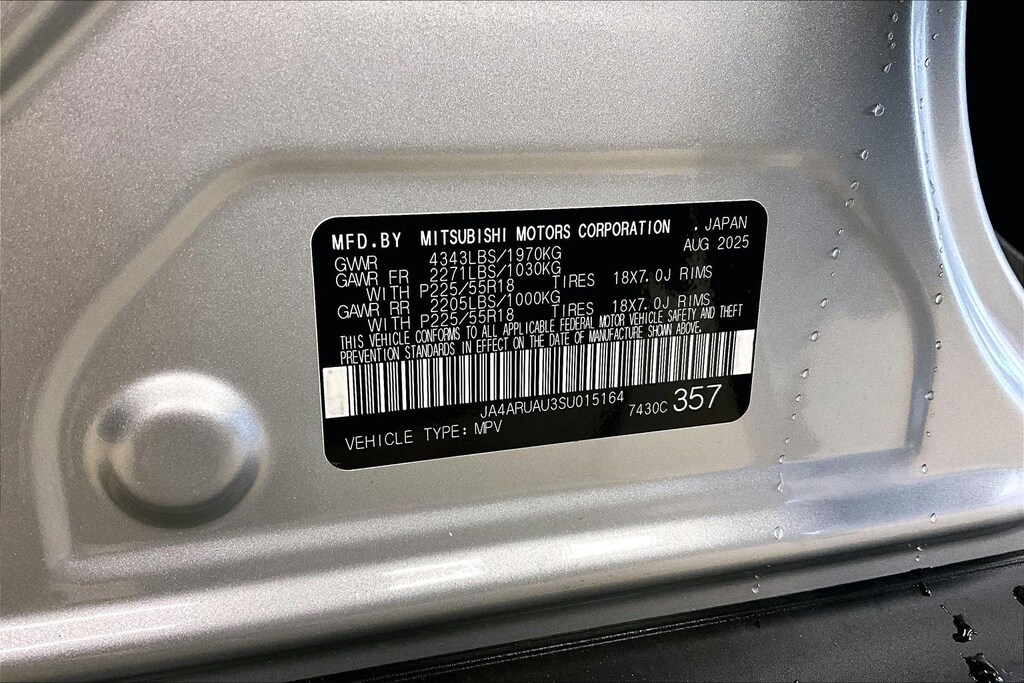 MFD.BY MITSUBISHI MOTORS CORPORATION . JAPAN
AUG 2025
GVWR 4343LBS/1970KG
GAWR FR 2271LBS/1030KG
WITH P225/55R18 TIRES 18X7.0J RIMS
GAWR RR 2205LBS/1000KG
WITH P225/55R18 TIRES 18X7.0J RIMS
THIS VEHICLE CONFORMS TO ALL APPLICABLE FEDERAL MOTOR VEHICLE SAFETY AND THEFT
PREVENTION STANDARDS IN EFFECT ON THE DATE OF MANUFACTURE SHOWN ABOVE.
JA4ARUAU3SU015164
7430C 357
VEHICLE TYPE: MPV